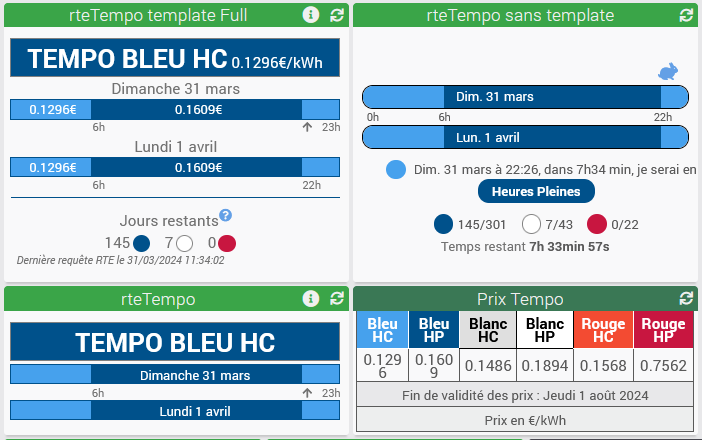 rteTempo template Full
TEMPO BLEU HC 0.1296€/kWh
Dimanche 31 mars
0.1296€ 0.1609€
6h 23h
Lundi 1 avril
0.1296€ 0.1609€
6h 22h
Jours restants
145 7 0
Dernière requête RTE le 31/03/2024 11:34:02
rteTempo sans template
Dim. 31 mars
0h 6h 22h
Lun. 1 avril
Dim. 31 mars à 22:26, dans 7h34 min, je serai en
Heures Pleines
145/301 7/43 0/22
Temps restant 7h 33min 57s
rteTempo
TEMPO BLEU HC
Dimanche 31 mars
6h 23h
Lundi 1 avril
Prix Tempo
Bleu HC Bleu HP Blanc HC Blanc HP Rouge HC Rouge HP
0.1296 0.1609 0.1486 0.1894 0.1568 0.7562
Fin de validité des prix : Jeudi 1 août 2024
Prix en €/kWh